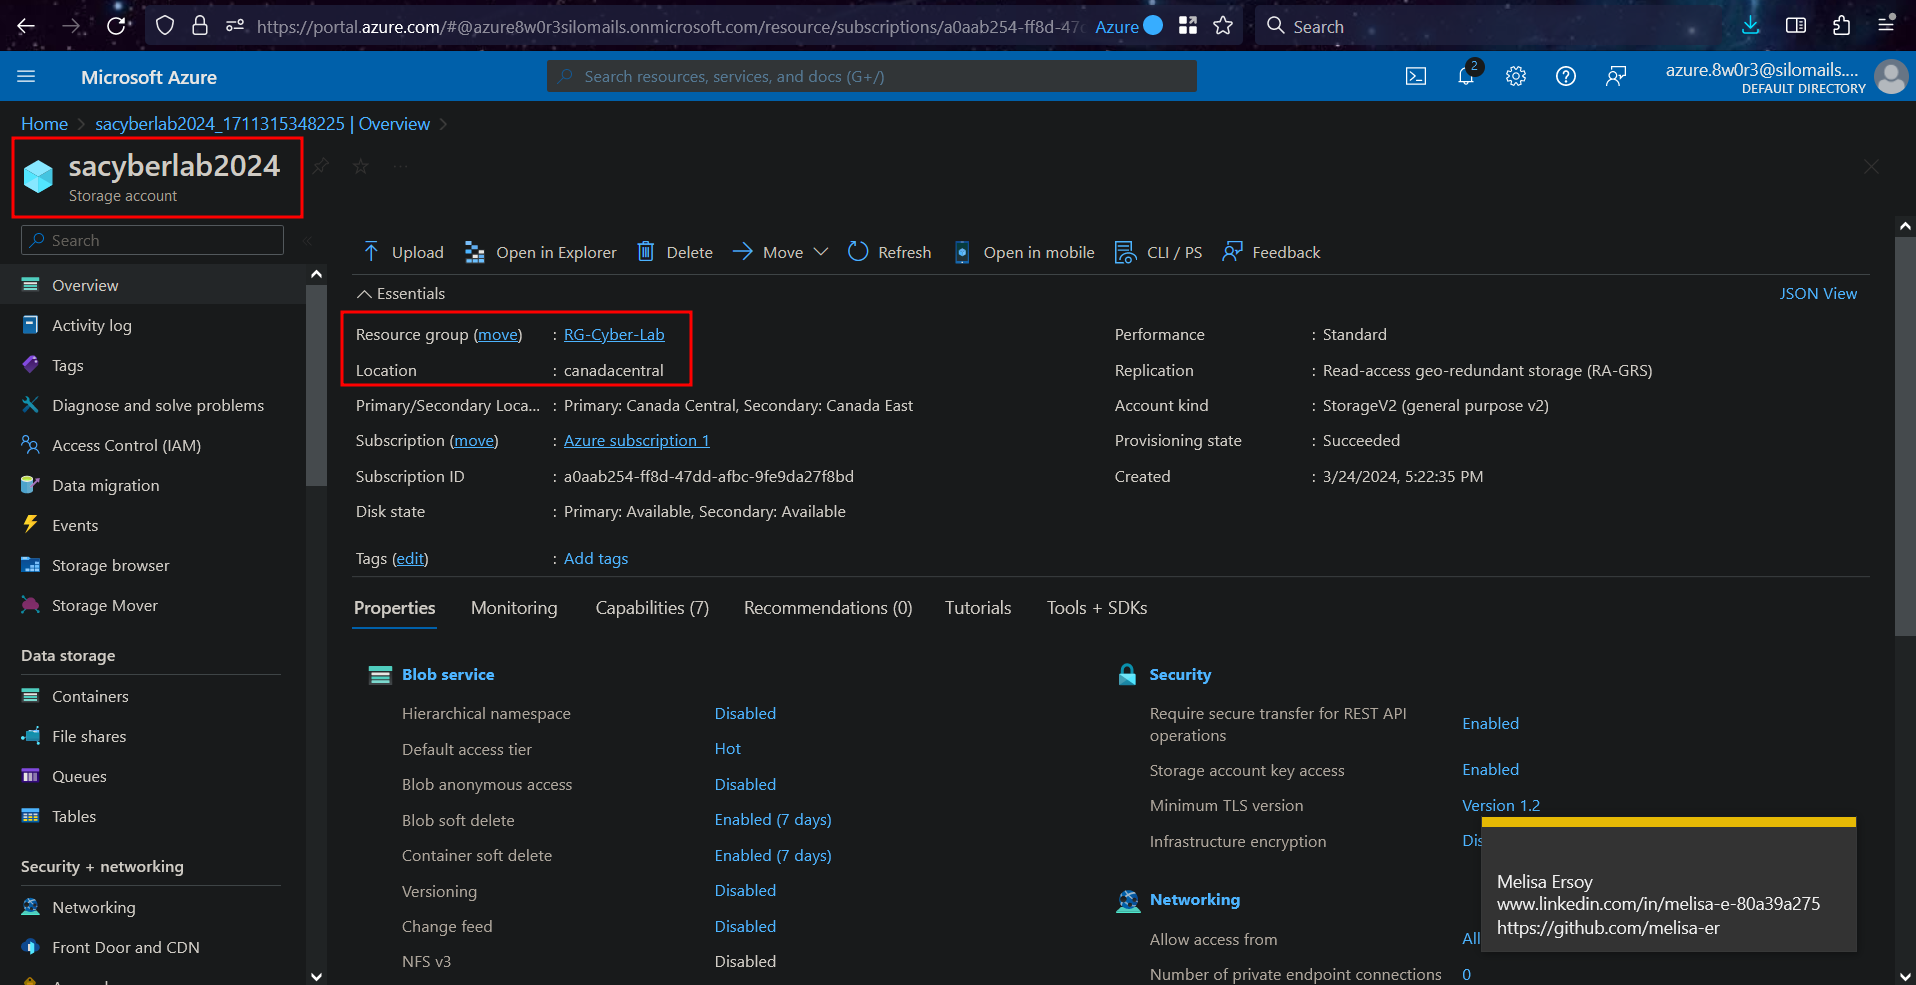 https://portal.azure.com/#@azure8w0r3silomails.onmicrosoft.com/resource/subscriptions/a0aab254-ff8d-47 Azure Search
Microsoft Azure Search resources, services, and docs (G+/) 2 azure.8w0r3@silomails....
DEFAULT DIRECTORY
Home > sacyberlab2024_1711315348225 | Overview >
sacyberlab2024
Storage account
Search
Overview
Activity log
Tags
Diagnose and solve problems
Access Control (IAM)
Data migration
Events
Storage browser
Storage Mover
Data storage
Containers
File shares
Queues
Tables
Security + networking
Networking
Front Door and CDN
Upload Open in Explorer Delete Move Refresh Open in mobile CLI / PS Feedback
Essentials JSON View
Resource group (move) : RG-Cyber-Lab
Location : canadacentral
Primary/Secondary Loca... : Primary: Canada Central, Secondary: Canada East
Subscription (move) : Azure subscription 1
Subscription ID : a0aab254-ff8d-47dd-afbc-9fe9da27f8bd
Disk state : Primary: Available, Secondary: Available
Tags (edit) : Add tags
Performance : Standard
Replication : Read-access geo-redundant storage (RA-GRS)
Account kind : StorageV2 (general purpose v2)
Provisioning state : Succeeded
Created : 3/24/2024, 5:22:35 PM
Properties Monitoring Capabilities (7) Recommendations (0) Tutorials Tools + SDKs
Blob service
Hierarchical namespace Disabled
Default access tier Hot
Blob anonymous access Disabled
Blob soft delete Enabled (7 days)
Container soft delete Enabled (7 days)
Versioning Disabled
Change feed Disabled
NFS v3 Disabled
Security
Require secure transfer for REST API
operations Enabled
Storage account key access Enabled
Minimum TLS version Version 1.2
Infrastructure encryption
Networking
Allow access from All
Number of private endpoint connections 0
Melisa Ersoy
www.linkedin.com/in/melisa-e-80a39a275
https://github.com/melisa-er